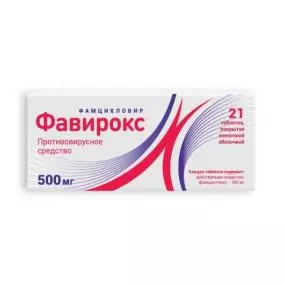 ФАМЦИКЛОВИР
Фавирокс
Противовирусное
средство
500 мг
21
таблетка,
покрытая
пленочной
оболочкой
Каждая таблетка содержит:
действующее вещество:
фамцикловир – 500 мг